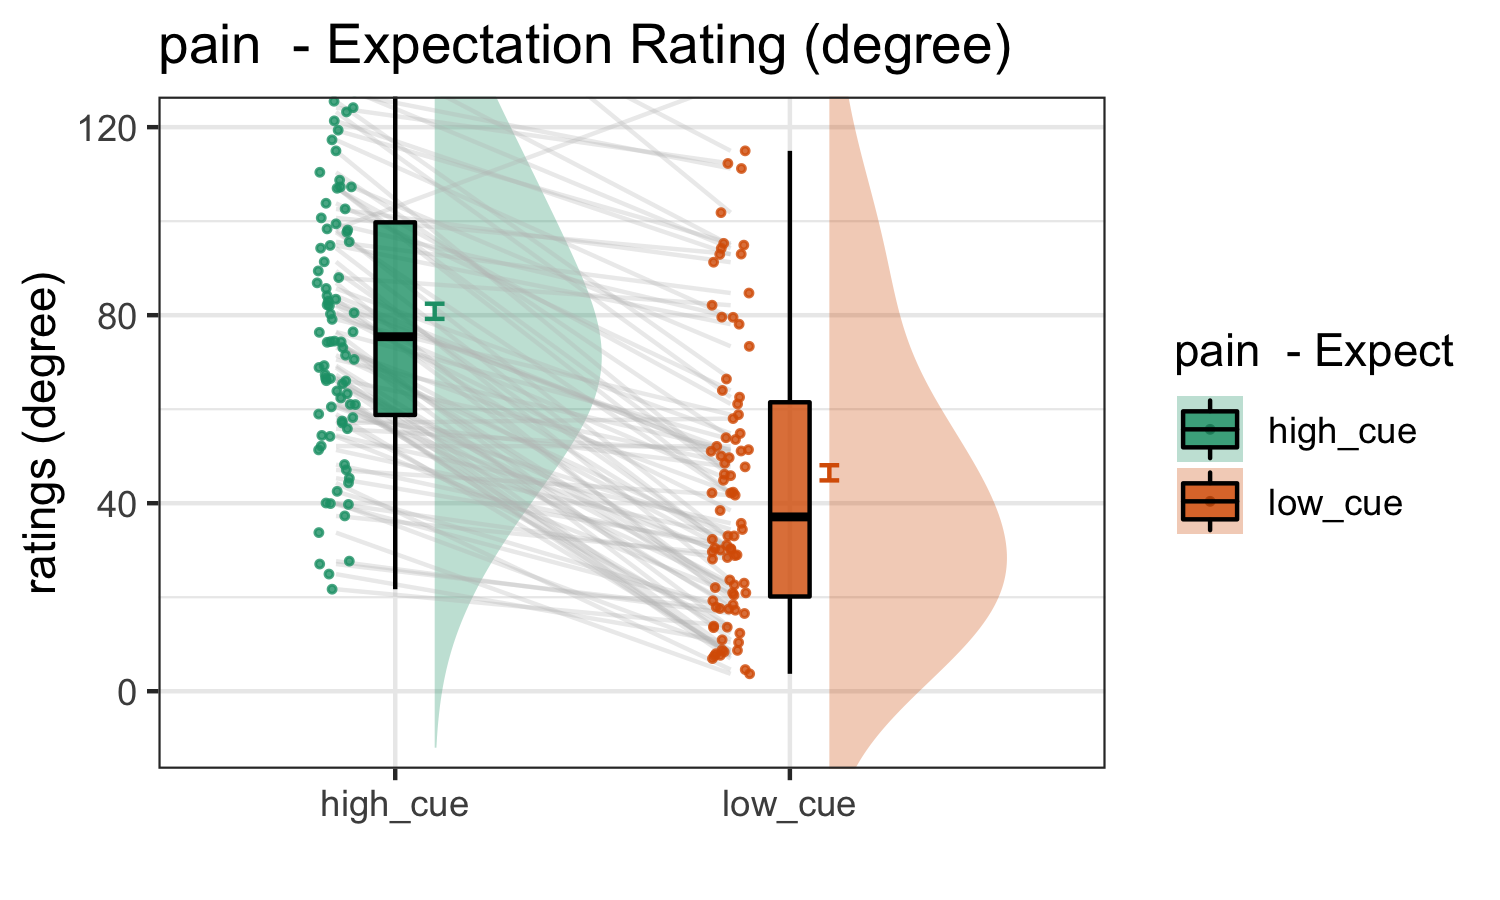 pain  - Expectation Rating (degree)
ratings (degree)
120
80
40
0
high_cue
low_cue
pain  - Expect
high_cue
low_cue